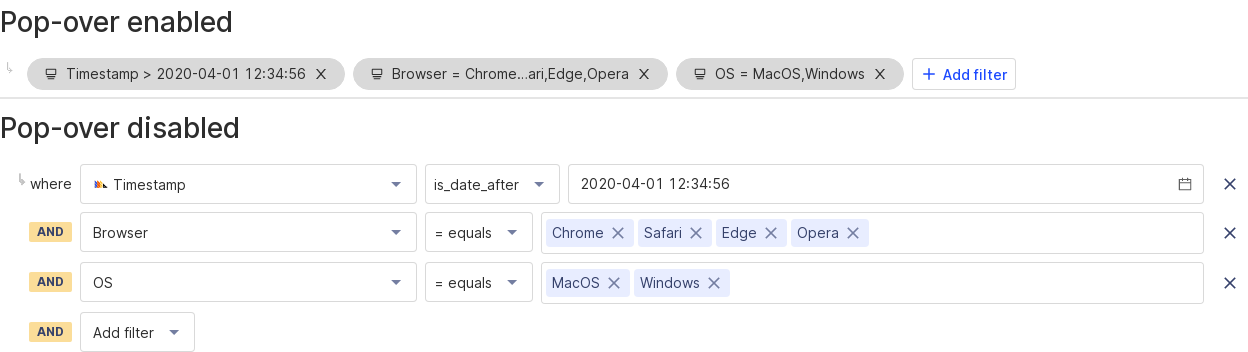 Pop-over enabled
Timestamp > 2020-04-01 12:34:56 Browser = Chrome...ari,Edge,Opera OS = MacOS,Windows + Add filter
Pop-over disabled
where Timestamp is_date_after 2020-04-01 12:34:56
AND Browser = equals Chrome Safari Edge Opera
AND OS = equals MacOS Windows
AND Add filter